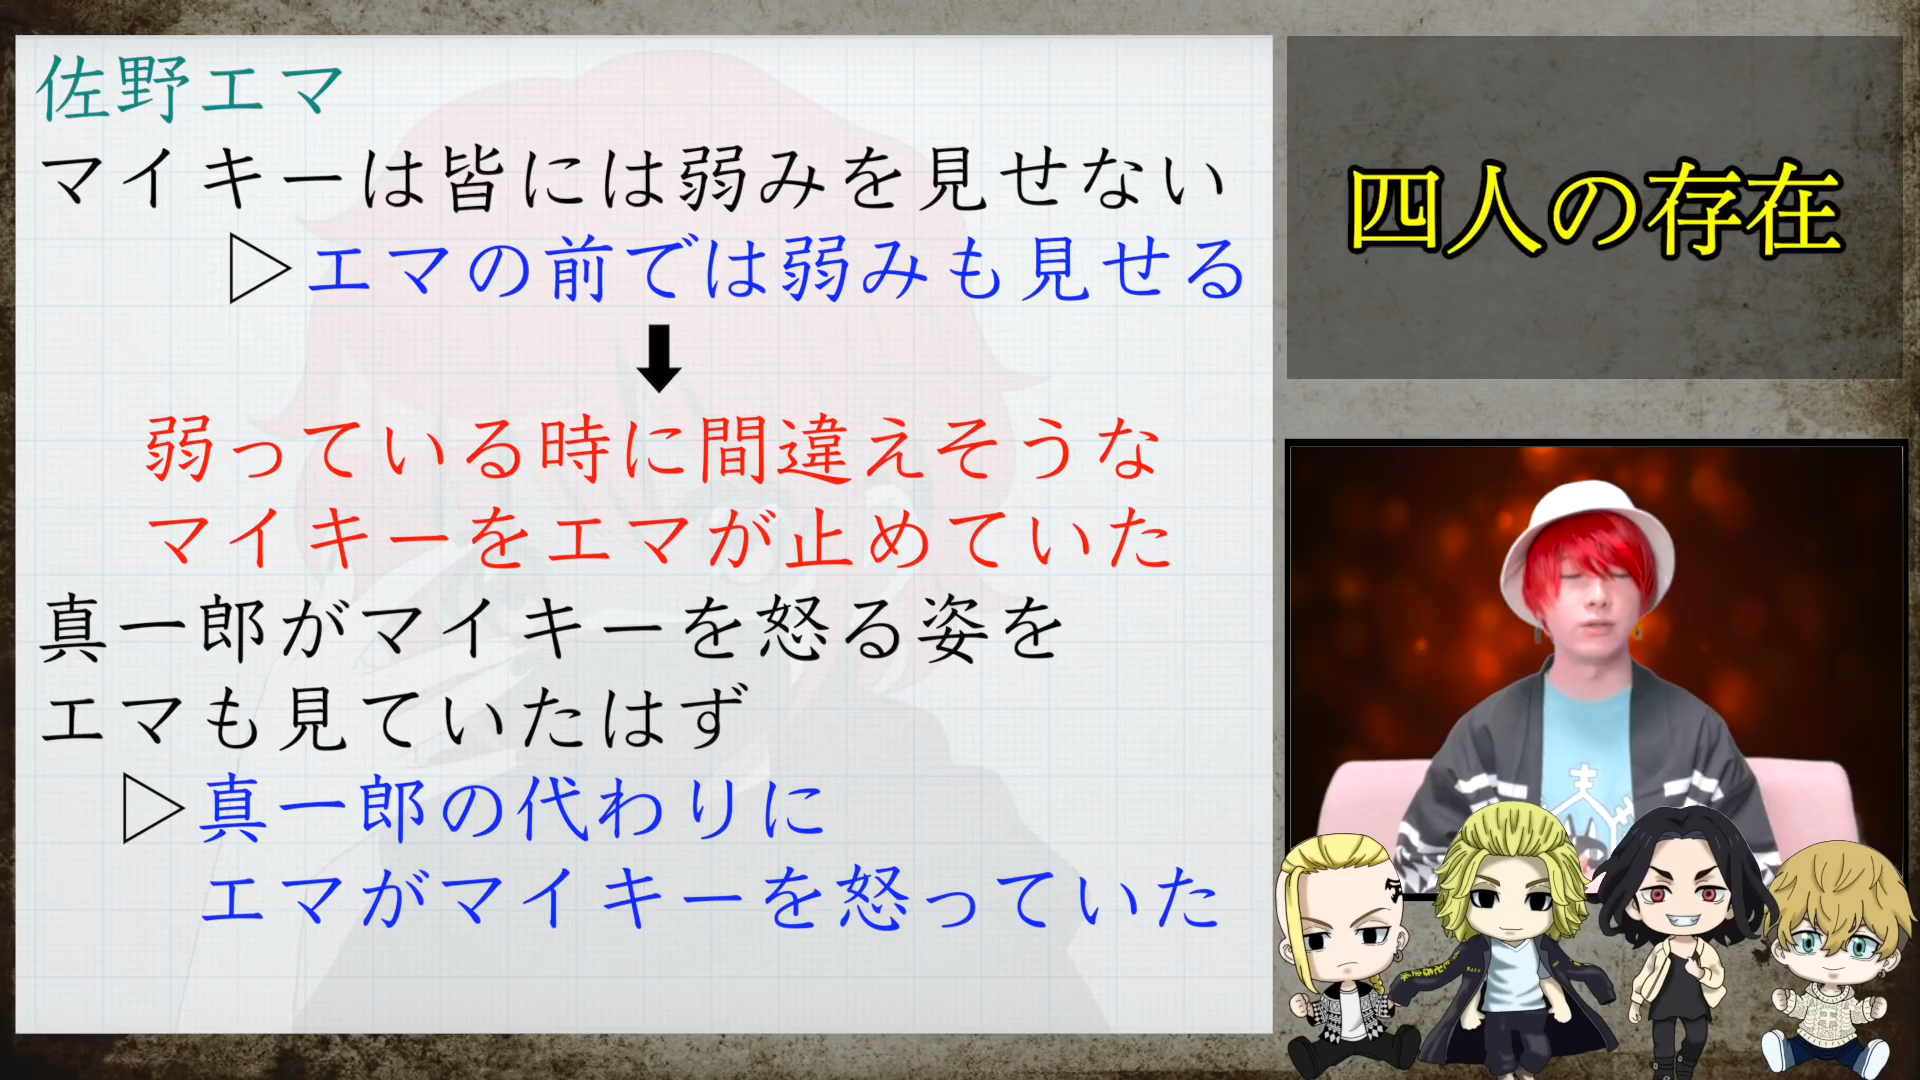 佐野エマ
マイキーは皆には弱みを見せない
▷エマの前では弱みも見せる
⬇
弱っている時に間違えそうな
マイキーをエマが止めていた
真一郎がマイキーを怒る姿を
エマも見ていたはず
▷真一郎の代わりに
エマがマイキーを怒っていた
四人の存在